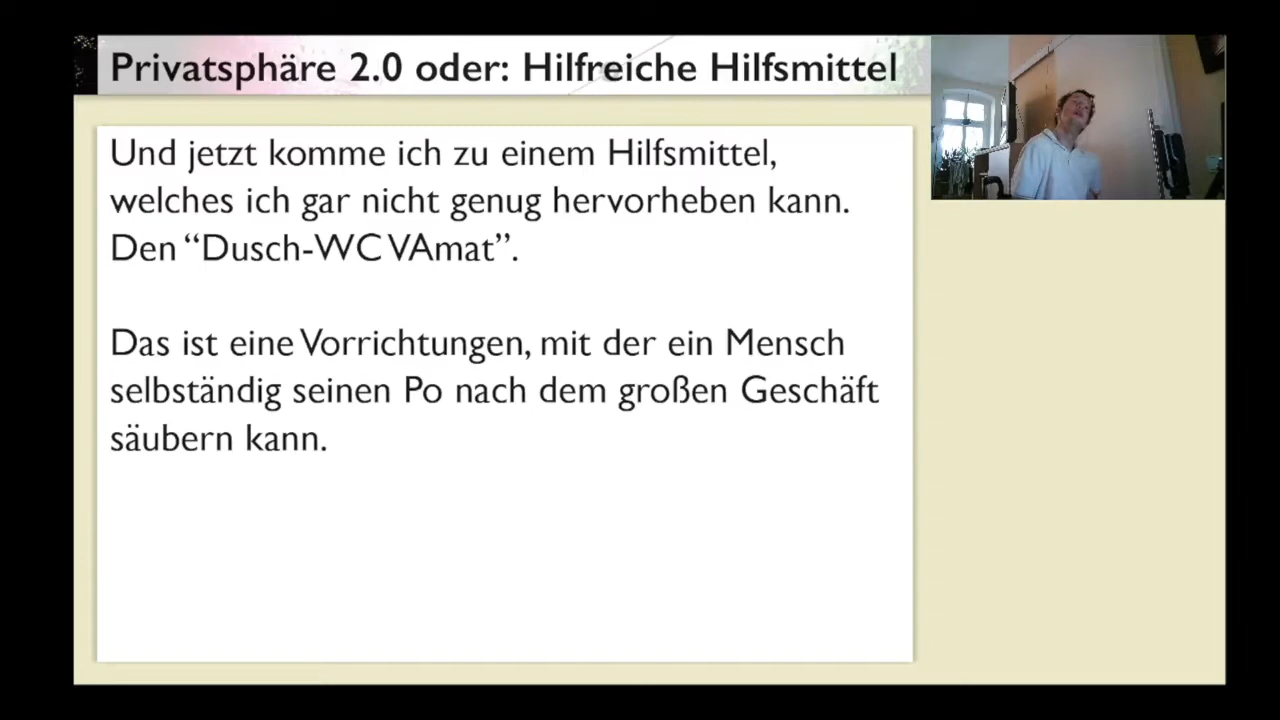 Privatsphäre 2.0 oder: Hilfreiche Hilfsmittel
Und jetzt komme ich zu einem Hilfsmittel,
welches ich gar nicht genug hervorheben kann.
Den “Dusch-WC VAmat”.
Das ist eine Vorrichtungen, mit der ein Mensch
selbständig seinen Po nach dem großen Geschäft
säubern kann.